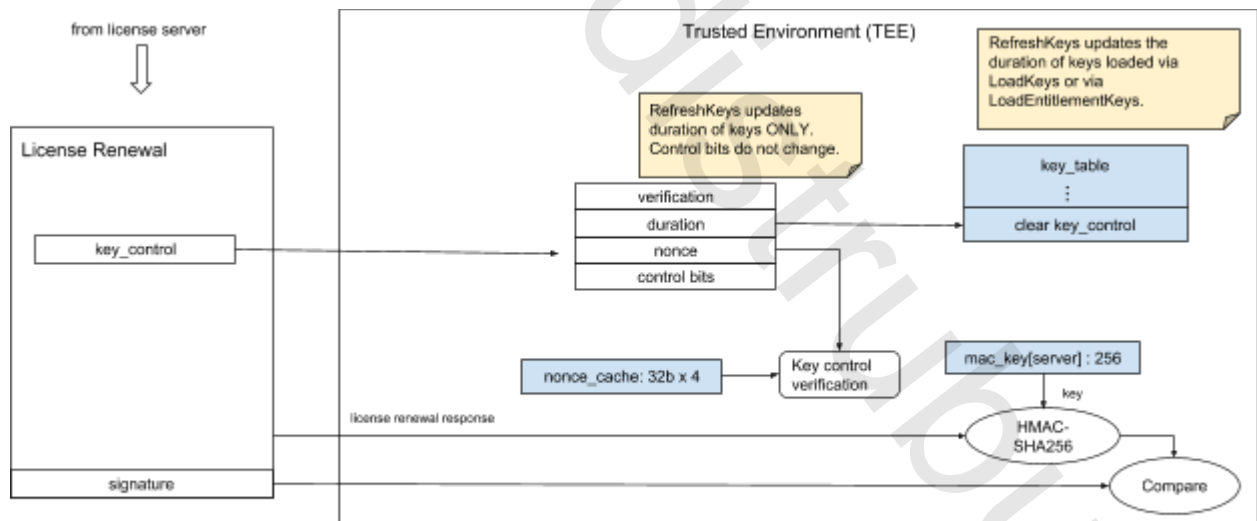 from license server
Trusted Environment (TEE)
RefreshKeys updates the
duration of keys loaded via
LoadKeys or via
LoadEntitlementKeys.
RefreshKeys updates
duration of keys ONLY.
Control bits do not change.
License Renewal
key_table
⋮
verification
duration
clear key_control
key_control
nonce
control bits
nonce_cache: 32b x 4
Key control
verification
mac_key[server] : 256
key
license renewal response
HMAC-
SHA256
signature
Compare